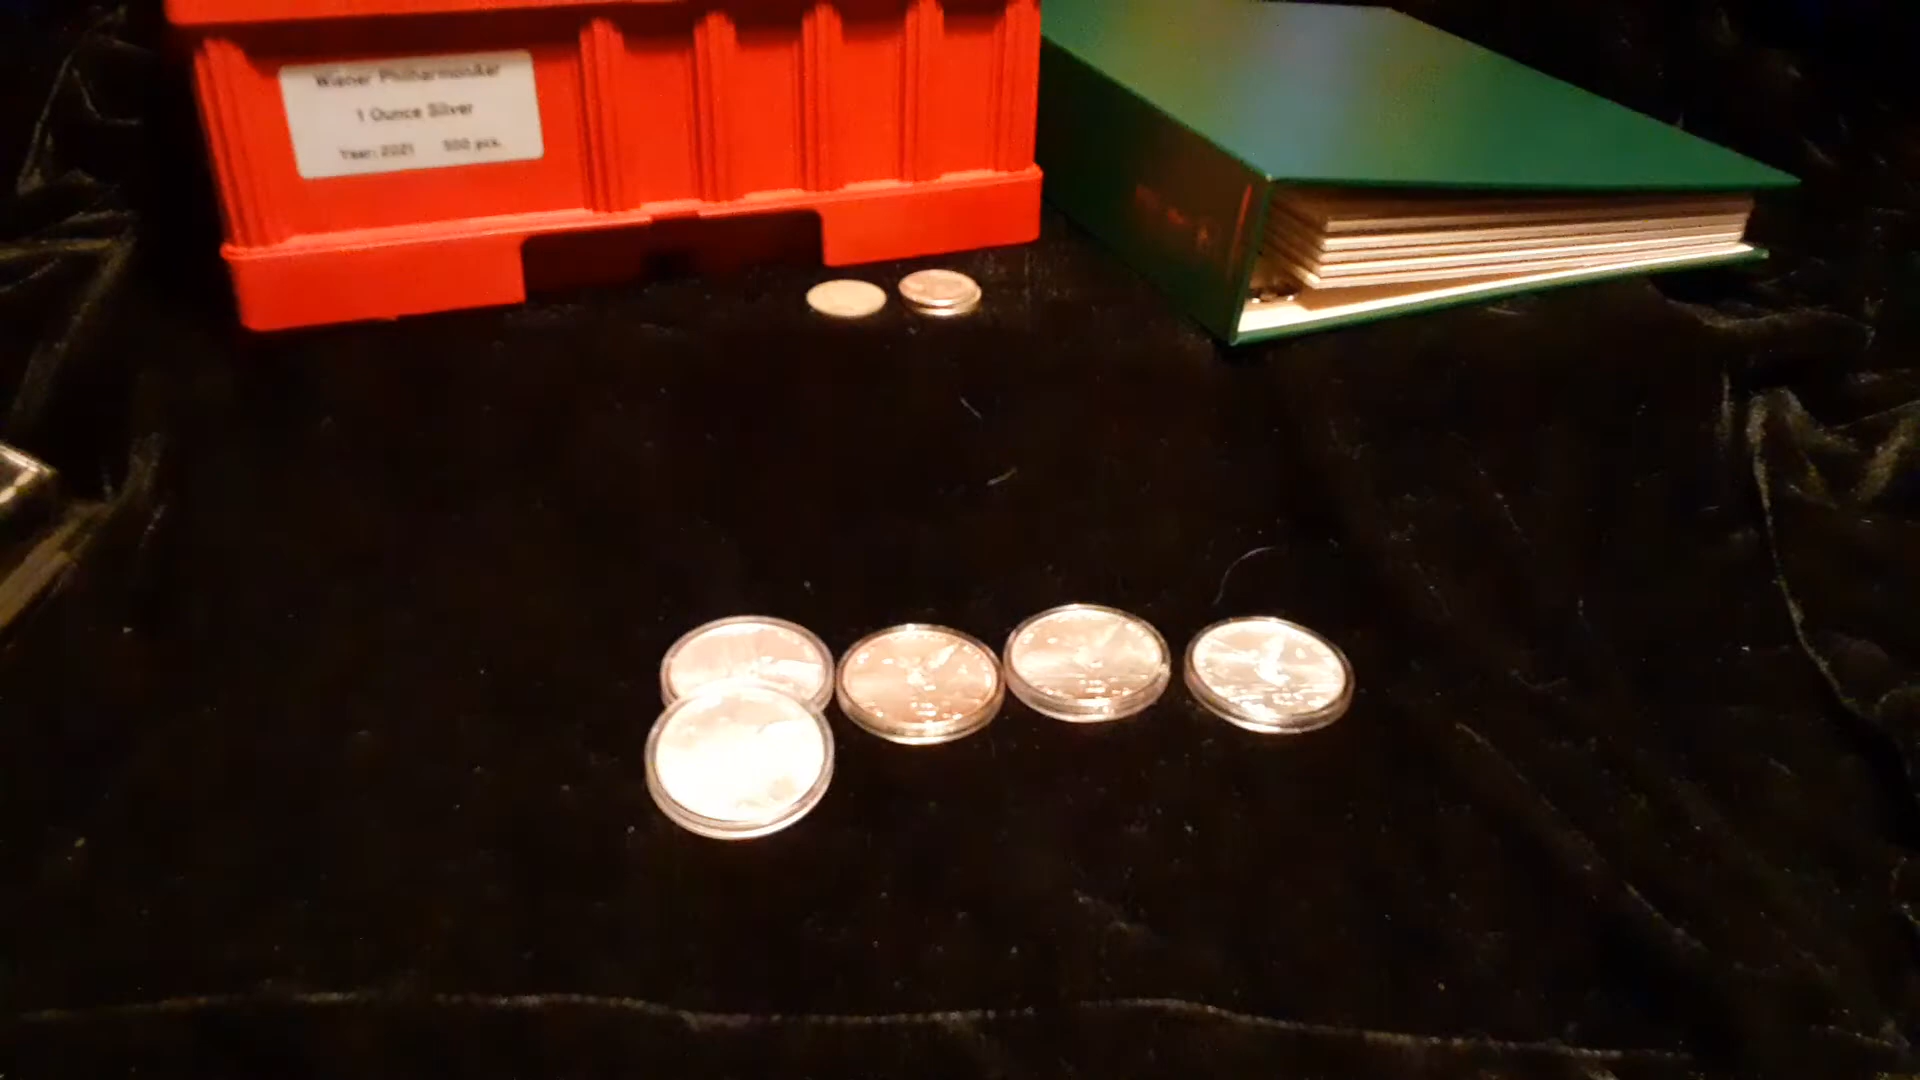 Wiener Philharmoniker
1 Ounce Silver
Year: 2021 500 pcs.